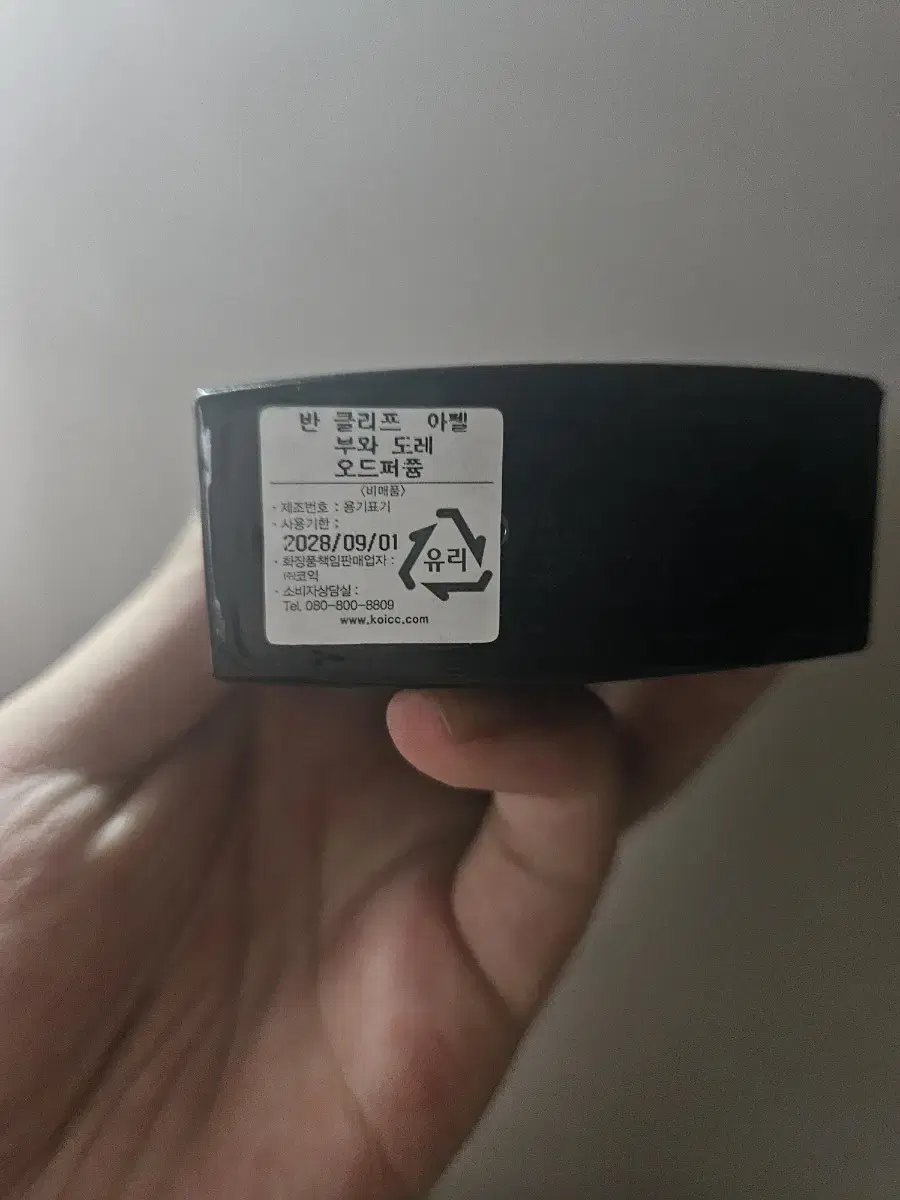 반 클리프 아펠
부와 도레
오드퍼퓸
<비매품>
· 제조번호 : 용기표기
· 사용기한 :
2028/09/01
· 화장품책임판매업자 :
㈜코익
· 소비자상담실 :
Tel. 080-800-8809
www.koicc.com
유리